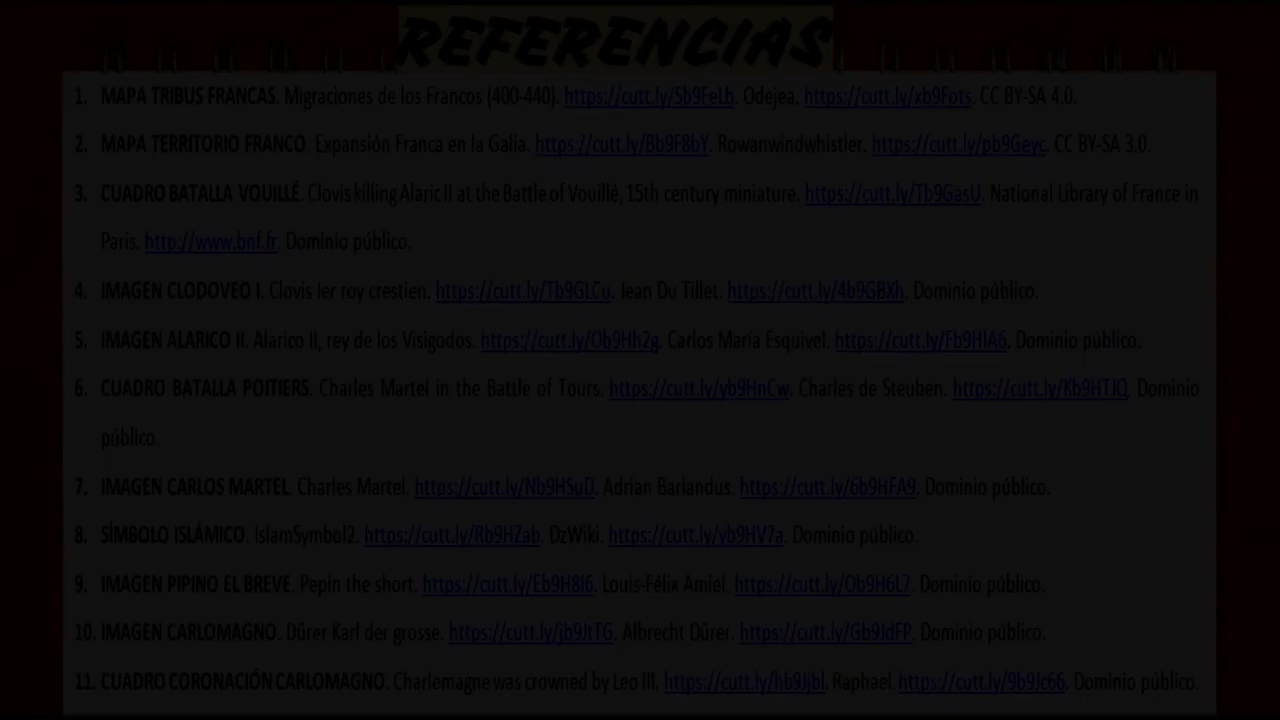 REFERENCIAS
1. MAPA TRIBUS FRANCAS. Migraciones de los Francos (400-440). https://cutt.ly/5b9FeLb. Odejea. https://cutt.ly/xb9Fots. CC BY-SA 4.0.
2. MAPA TERRITORIO FRANCO. Expansión Franca en la Galia. https://cutt.ly/Bb9F8bY. Rowanwindwhistler. https://cutt.ly/pb9Geyc. CC BY-SA 3.0.
3. CUADRO BATALLA VOUILLÉ. Clovis killing Alaric II at the Battle of Vouillé, 15th century miniature. https://cutt.ly/Tb9GasU. National Library of France in
Paris. http://www.bnf.fr. Dominio público.
4. IMAGEN CLODOVEO I. Clovis Ier roy crestien. https://cutt.ly/Tb9GLCu. Jean Du Tillet. https://cutt.ly/4b9GBXh. Dominio público.
5. IMAGEN ALARICO II. Alarico II, rey de los Visigodos. https://cutt.ly/Ob9Hh2g. Carlos María Esquivel. https://cutt.ly/Fb9HlA6. Dominio público.
6. CUADRO BATALLA POITIERS. Charles Martel in the Battle of Tours. https://cutt.ly/yb9HnCw. Charles de Steuben. https://cutt.ly/Kb9HTJQ. Dominio
público.
7. IMAGEN CARLOS MARTEL. Charles Martel. https://cutt.ly/Nb9HSuD. Adrian Barlandus. https://cutt.ly/6b9HFA9. Dominio público.
8. SÍMBOLO ISLÁMICO. IslamSymbol2. https://cutt.ly/Rb9HZab. DzWiki. https://cutt.ly/yb9HV7a. Dominio público.
9. IMAGEN PIPINO EL BREVE. Pepin the short. https://cutt.ly/Eb9H8I6. Louis-Félix Amiel. https://cutt.ly/Ob9H6L7. Dominio público.
10. IMAGEN CARLOMAGNO. Dürer Karl der grosse. https://cutt.ly/jb9JtTG. Albrecht Dürer. https://cutt.ly/Gb9JdFP. Dominio público.
11. CUADRO CORONACIÓN CARLOMAGNO. Charlemagne was crowned by Leo III. https://cutt.ly/hb9Jjbl. Raphael. https://cutt.ly/9b9Jc66. Dominio público.